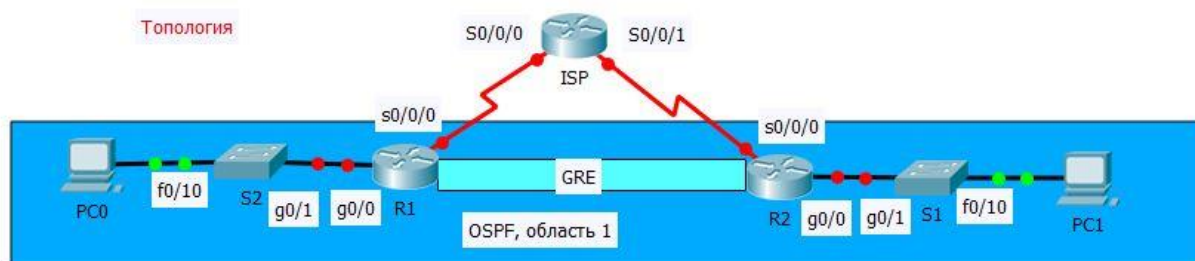 Топология
S0/0/0
S0/0/1
ISP
s0/0/0
s0/0/0
PC0
f0/10
S2
g0/1
g0/0
R1
GRE
OSPF, область 1
R2
g0/0
g0/1
S1
f0/10
PC1